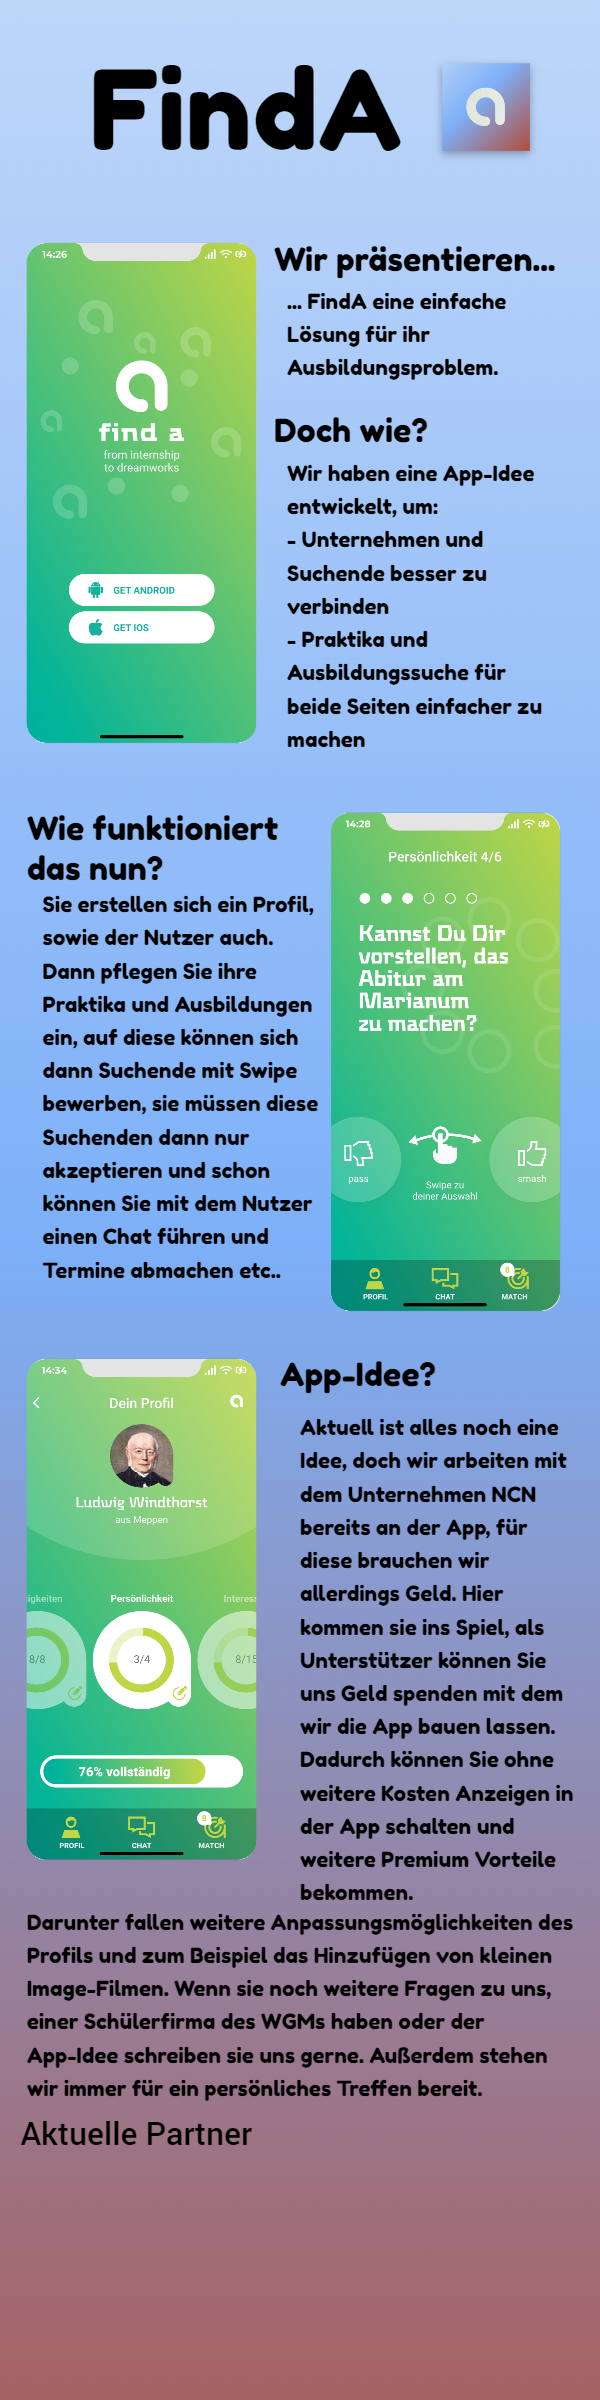 FindA
a
14:26
a
find a
from internship
to dreamworks
GET ANDROID
GET IOS
Wir präsentieren...
... FindA eine einfache
Lösung für ihr
Ausbildungsproblem.
Doch wie?
Wir haben eine App-Idee
entwickelt, um:
- Unternehmen und
Suchende besser zu
verbinden
- Praktika und
Ausbildungssuche für
beide Seiten einfacher zu
machen
Wie funktioniert
das nun?
Sie erstellen sich ein Profil,
sowie der Nutzer auch.
Dann pflegen Sie ihre
Praktika und Ausbildungen
ein, auf diese können sich
dann Suchende mit Swipe
bewerben, sie müssen diese
Suchenden dann nur
akzeptieren und schon
können Sie mit dem Nutzer
einen Chat führen und
Termine abmachen etc..
14:28
Persönlichkeit 4/6
Kannst Du Dir
vorstellen, das
Abitur am
Marianum
zu machen?
pass
Swipe zu
deiner Auswahl
smash
8
PROFIL CHAT MATCH
14:34
Dein Profil
Ludwig Windthorst
aus Meppen
igkeiten Persönlichkeit Interess
8/8 3/4 8/15
76% vollständig
8
PROFIL CHAT MATCH
App-Idee?
Aktuell ist alles noch eine
Idee, doch wir arbeiten mit
dem Unternehmen NCN
bereits an der App, für
diese brauchen wir
allerdings Geld. Hier
kommen sie ins Spiel, als
Unterstützer können Sie
uns Geld spenden mit dem
wir die App bauen lassen.
Dadurch können Sie ohne
weitere Kosten Anzeigen in
der App schalten und
weitere Premium Vorteile
bekommen.
Darunter fallen weitere Anpassungsmöglichkeiten des
Profils und zum Beispiel das Hinzufügen von kleinen
Image-Filmen. Wenn sie noch weitere Fragen zu uns,
einer Schülerfirma des WGMs haben oder der
App-Idee schreiben sie uns gerne. Außerdem stehen
wir immer für ein persönliches Treffen bereit.
Aktuelle Partner